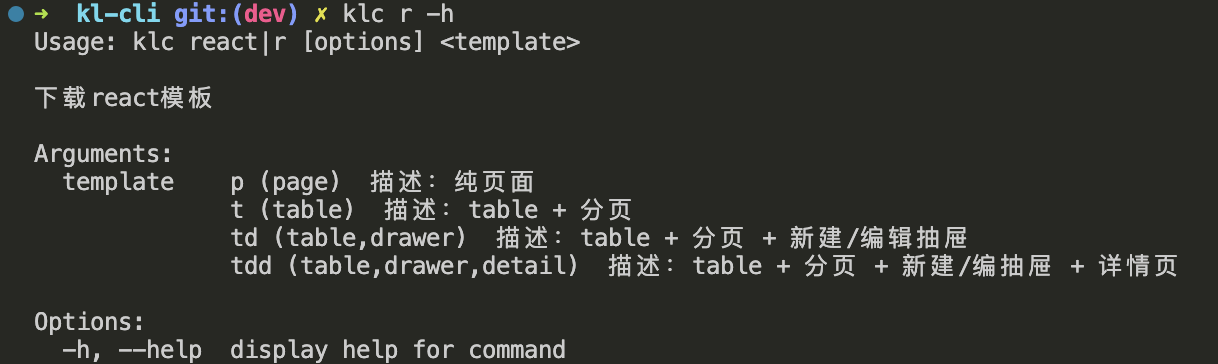 ➜ kl-cli git:(dev) ✗ klc r -h
Usage: klc react|r [options] <template>
下载react模板
Arguments:
template p (page) 描述：纯页面
t (table) 描述：table + 分页
td (table,drawer) 描述：table + 分页 + 新建/编辑抽屉
tdd (table,drawer,detail) 描述：table + 分页 + 新建/编抽屉 + 详情页
Options:
-h, --help display help for command